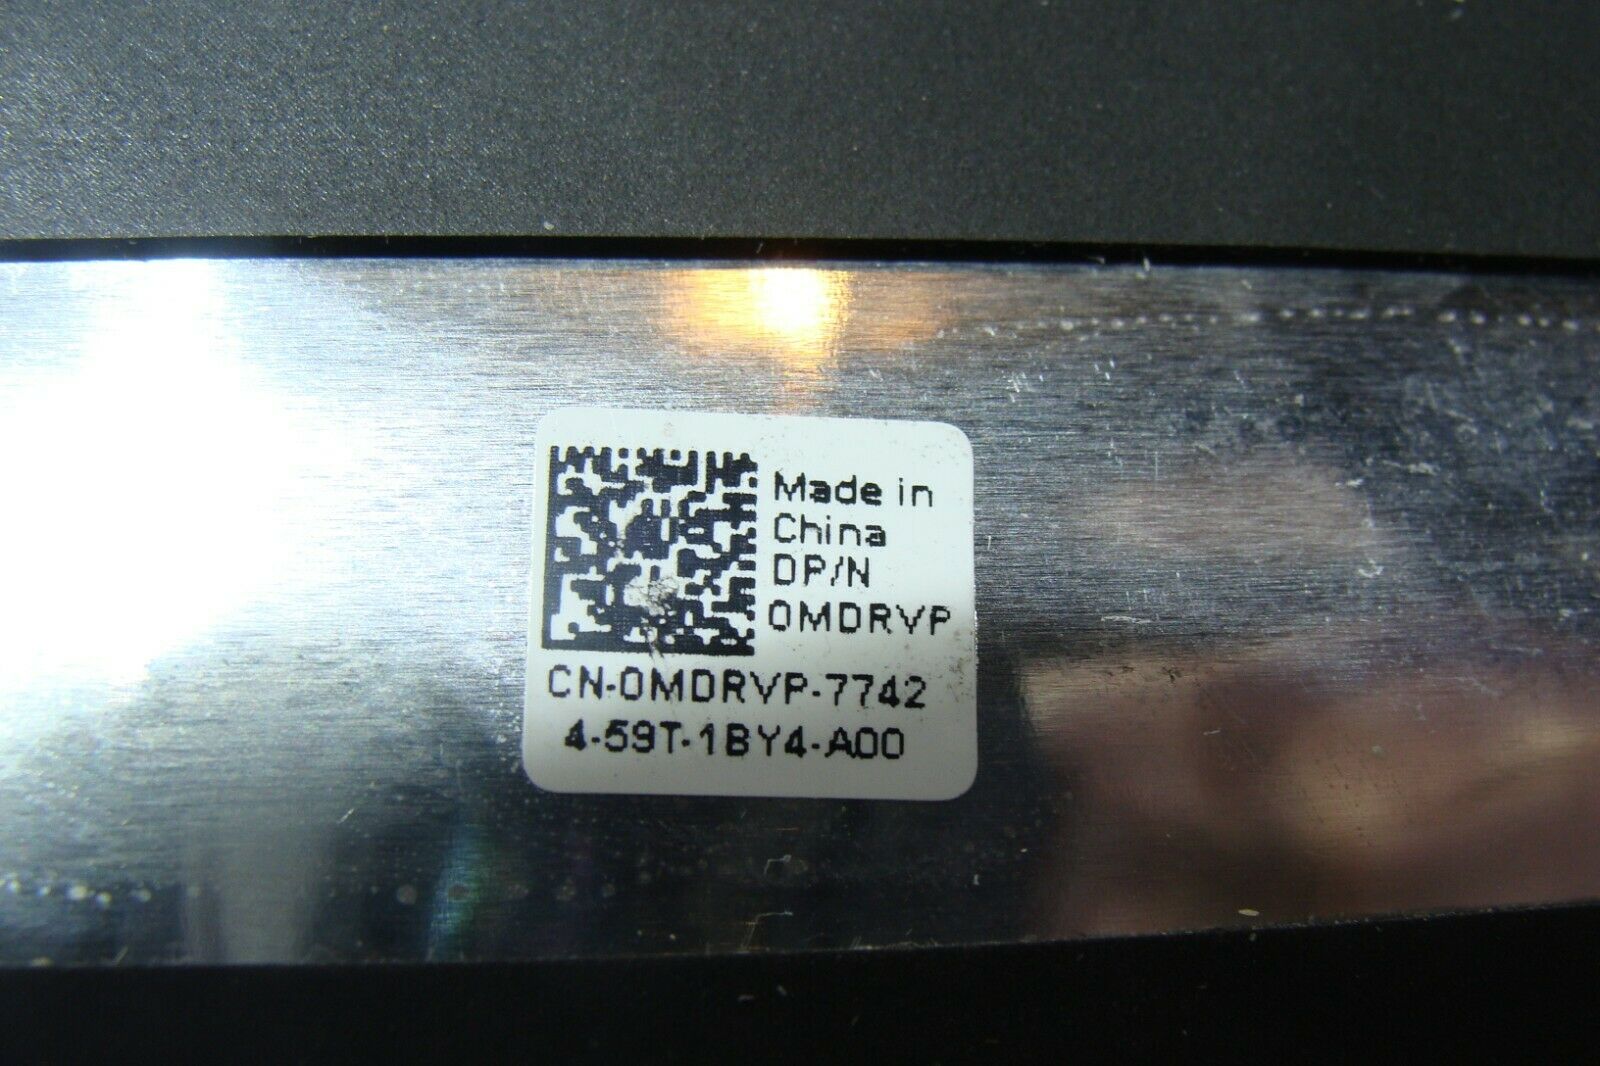 Made in
China
DP/N
0MDRVP
CN-0MDRVP-7742
4-59T-1BY4-A00